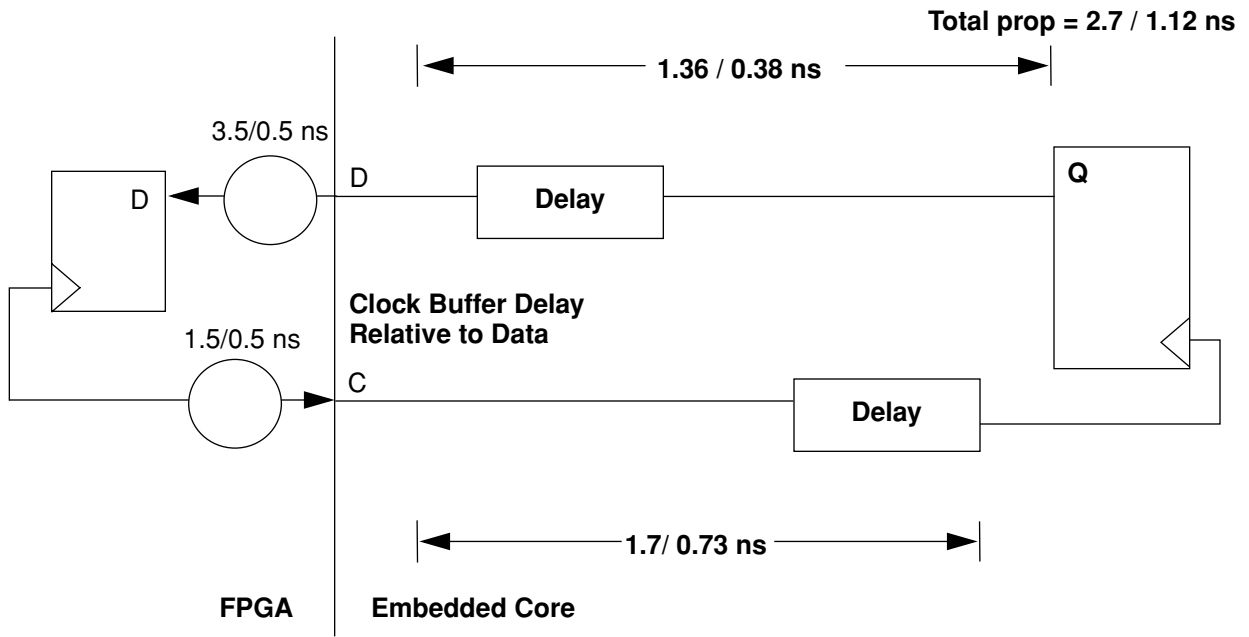 Total prop = 2.7 / 1.12 ns
1.36 / 0.38 ns
3.5/0.5 ns
D
D
Delay
Q
Clock Buffer Delay
Relative to Data
1.5/0.5 ns
C
Delay
1.7/ 0.73 ns
FPGA
Embedded Core